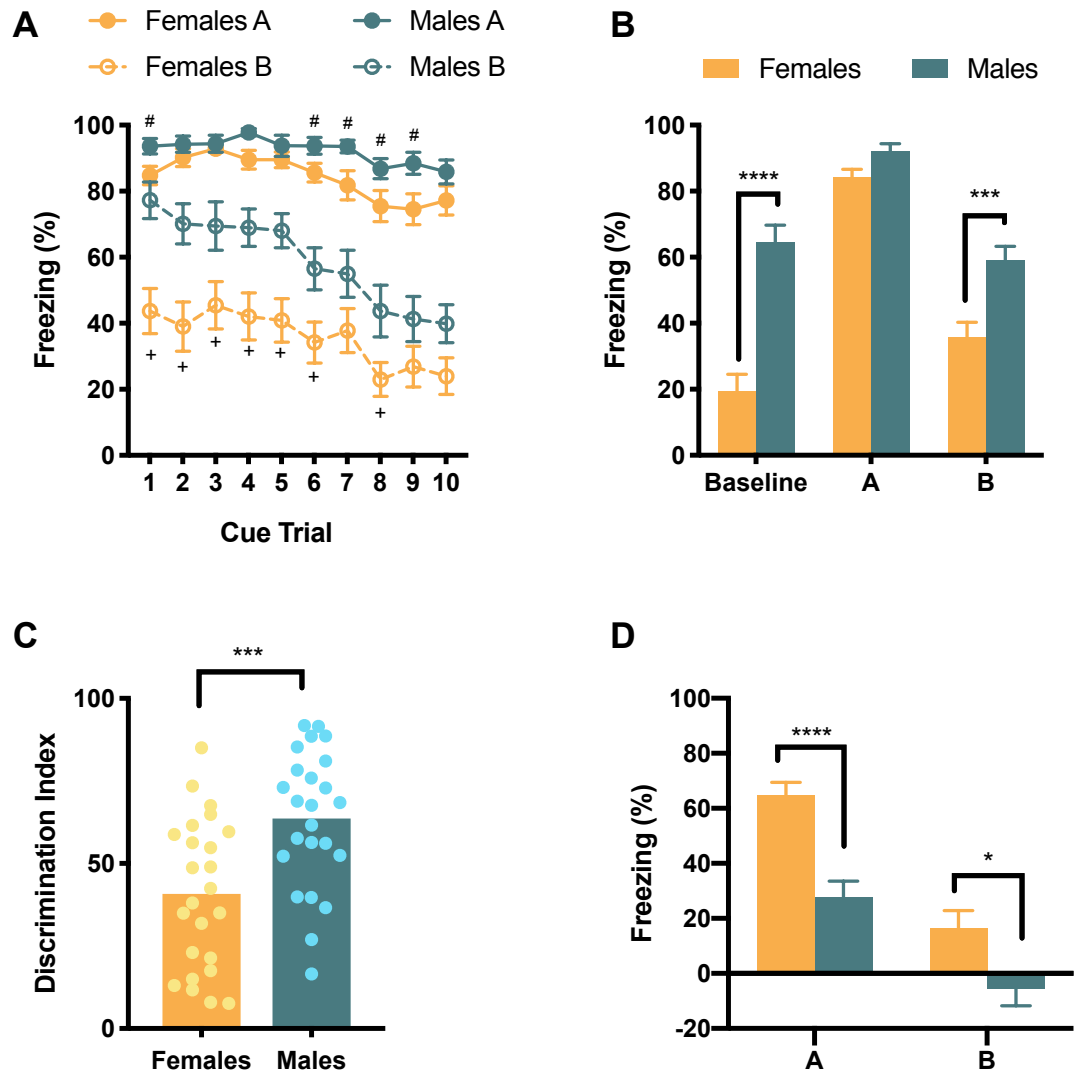 A
Females A
Males A
Females B
Males B
# # # # #
100
80
60
40
20
0
Freezing (%)
+ + + + + + +
1 2 3 4 5 6 7 8 9 10
Cue Trial
B
Females
Males
100
80
60
40
20
0
Freezing (%)
****
***
Baseline A B
C
***
100
50
0
Discrimination Index
Females Males
D
100
80
60
40
20
0
-20
Freezing (%)
****
*
A B